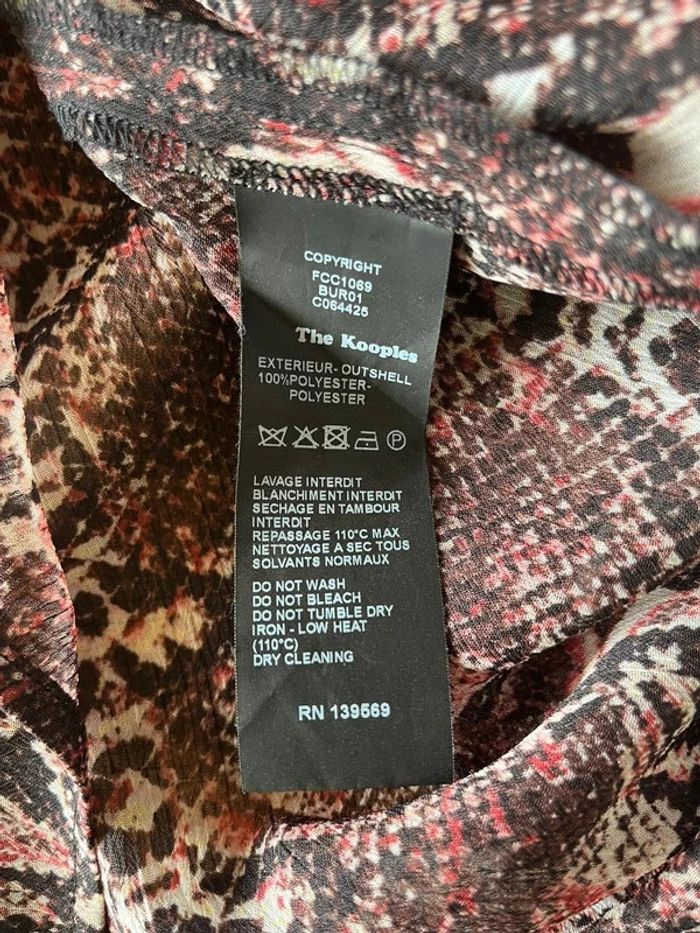 COPYRIGHT
FCC1069
BUR01
C064425
The Kooples
EXTERIEUR- OUTSHELL
100%POLYESTER-
POLYESTER
P
LAVAGE INTERDIT
BLANCHIMENT INTERDIT
SECHAGE EN TAMBOUR
INTERDIT
REPASSAGE 110°C MAX
NETTOYAGE A SEC TOUS
SOLVANTS NORMAUX
DO NOT WASH
DO NOT BLEACH
DO NOT TUMBLE DRY
IRON - LOW HEAT
(110°C)
DRY CLEANING
RN 139569